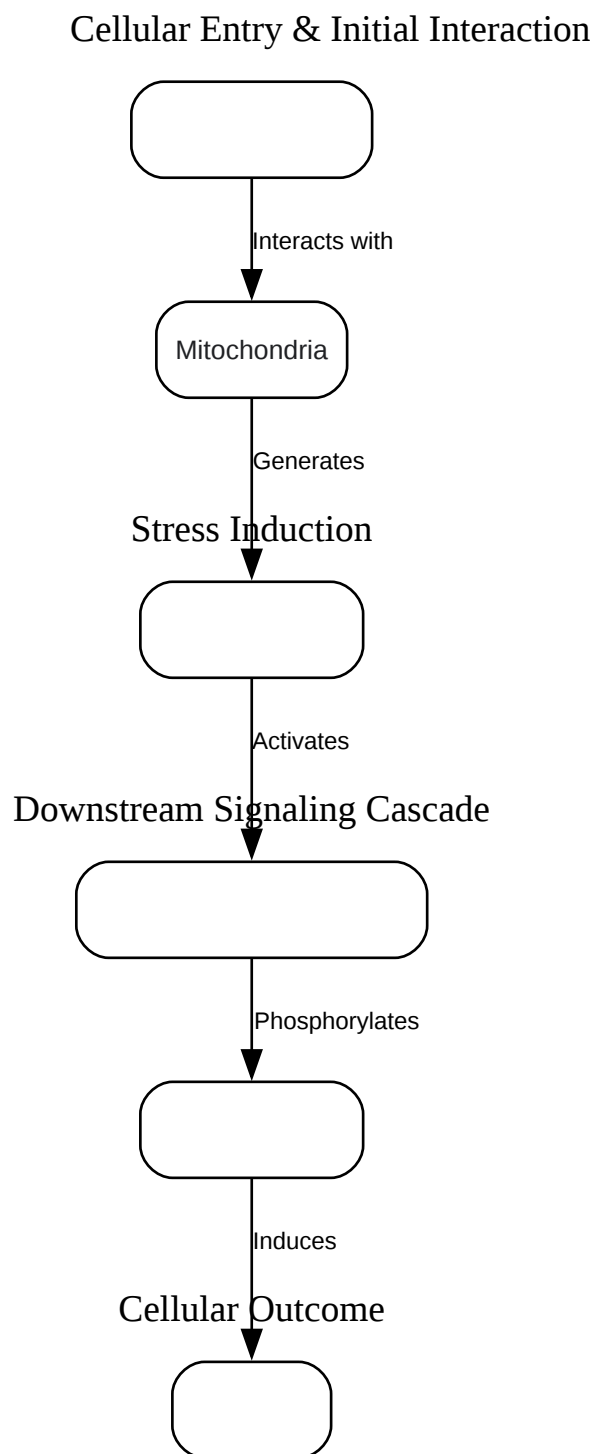 Cellular Entry & Initial Interaction
Interacts with
Mitochondria
Generates
Stress Induction
Activates
Downstream Signaling Cascade
Phosphorylates
Induces
Cellular Outcome